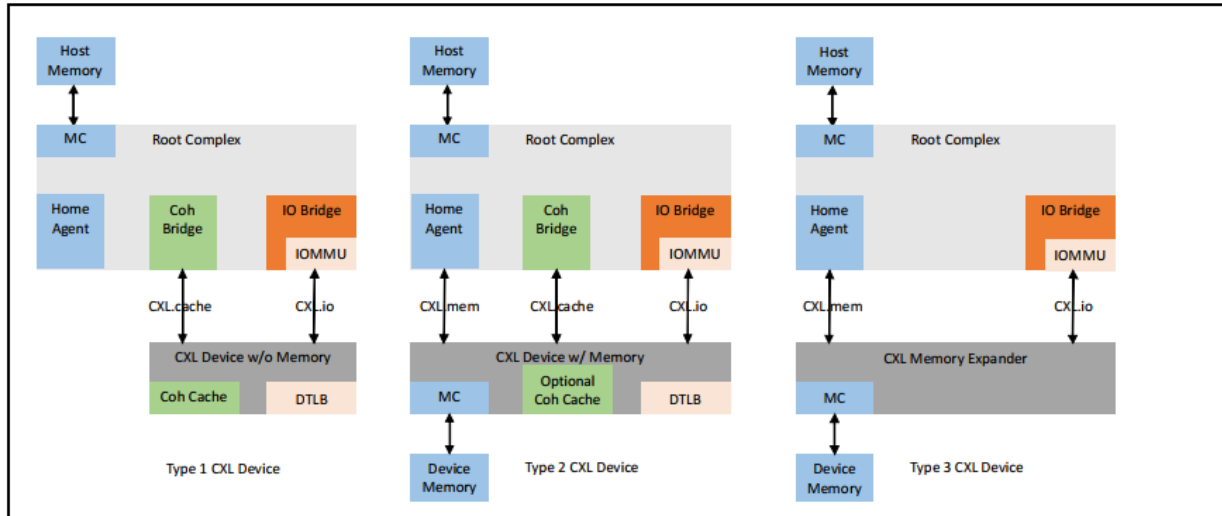 Host
Memory
MC
Root Complex
Home
Agent
Coh
Bridge
IO Bridge
IOMMU
CXL.cache
CXL.io
CXL Device w/o Memory
Coh Cache
DTLB
Type 1 CXL Device
Host
Memory
MC
Root Complex
Home
Agent
Coh
Bridge
IO Bridge
IOMMU
CXL.mem
CXL.cache
CXL.io
CXL Device w/ Memory
MC
Optional
Coh Cache
DTLB
Device
Memory
Type 2 CXL Device
Host
Memory
MC
Root Complex
Home
Agent
IO Bridge
IOMMU
CXL.mem
CXL.io
CXL Memory Expander
MC
Device
Memory
Type 3 CXL Device